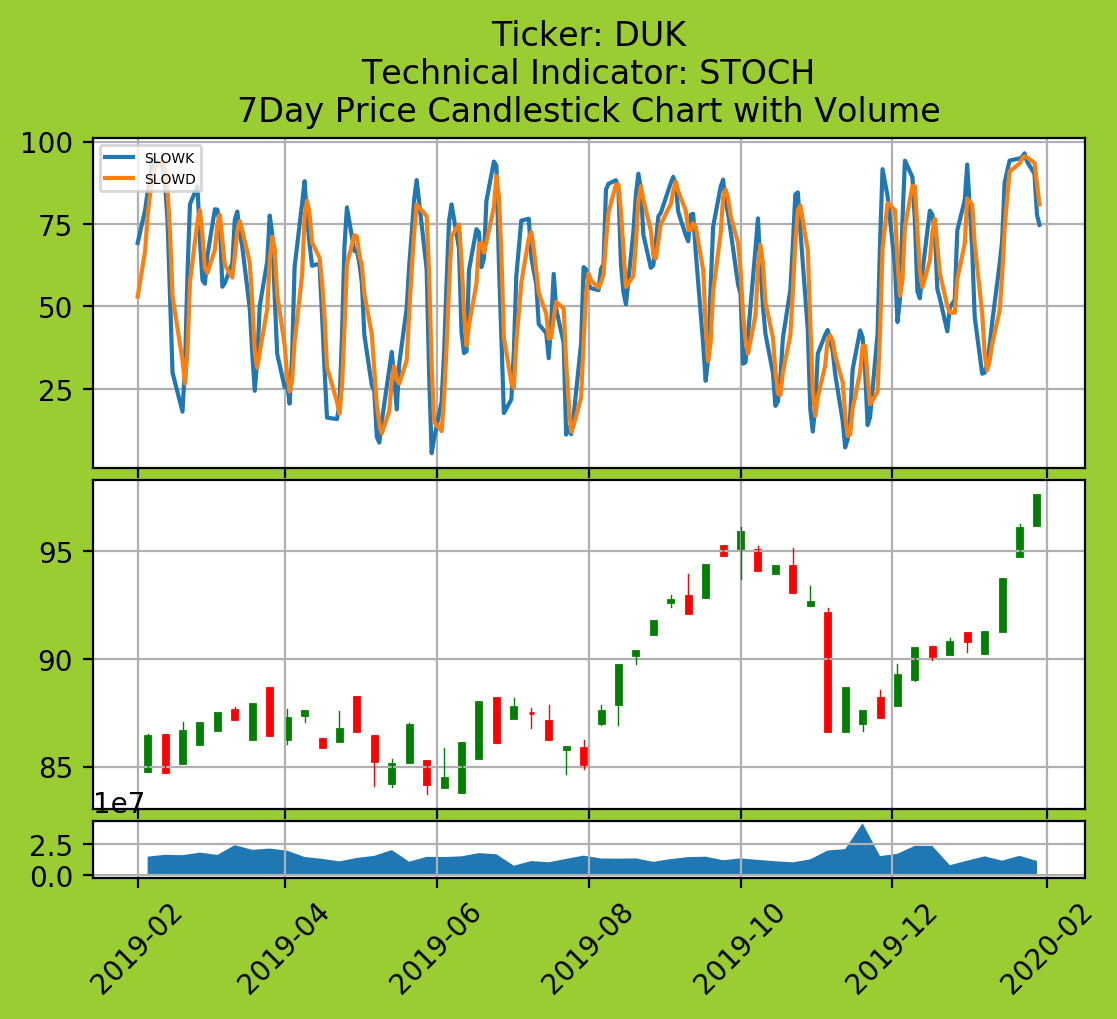 Ticker: DUK
Technical Indicator: STOCH
7Day Price Candlestick Chart with Volume
100
SLOWK
SLOWD
75
50
25
95
90
85
1e7
2.5
0.0
2019-02
2019-04
2019-06
2019-08
2019-10
2019-12
2020-02